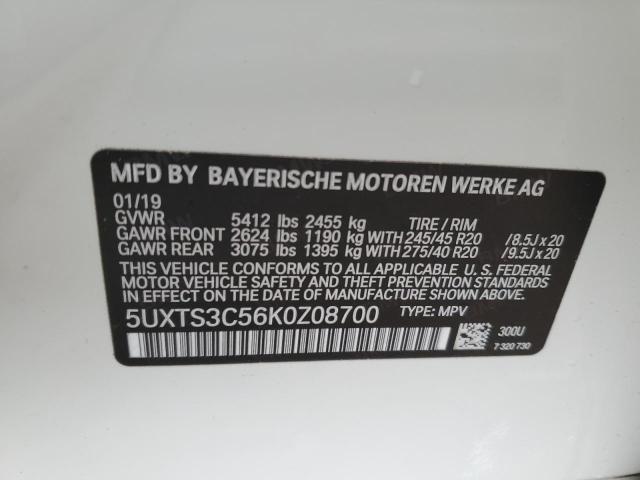 MFD BY BAYERISCHE MOTOREN WERKE AG
01/19
GVWR 5412 lbs 2455 kg TIRE / RIM
GAWR FRONT 2624 lbs 1190 kg WITH 245/45 R20 /8.5J x 20
GAWR REAR 3075 lbs 1395 kg WITH 275/40 R20 /9.5J x 20
THIS VEHICLE CONFORMS TO ALL APPLICABLE U. S. FEDERAL
MOTOR VEHICLE SAFETY AND THEFT PREVENTION
STANDARDS IN EFFECT ON THE DATE OF MANUFACTURE SHOWN ABOVE.
5UXTS3C56K0Z08700 TYPE: MPV
300U
7 320 730